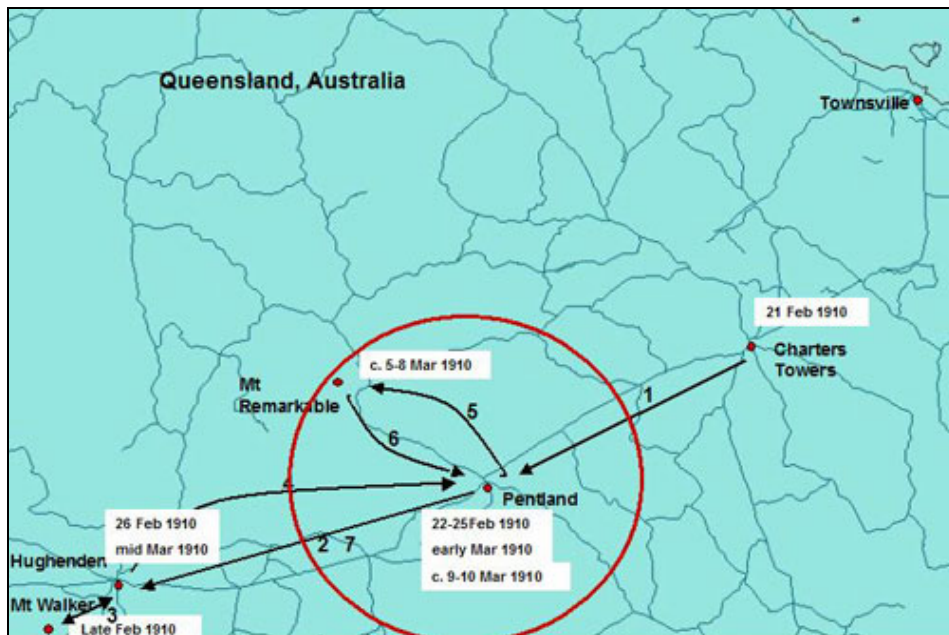 Queensland, Australia
Townsville
21 Feb 1910
Charters
Towers
c. 5-8 Mar 1910
Mt
Remarkable
1
5
6
4
Pentland
22-25Feb 1910
early Mar 1910
c. 9-10 Mar 1910
26 Feb 1910
mid Mar 1910
2 7
Hughenden
Mt Walker
3
Late Feb 1910